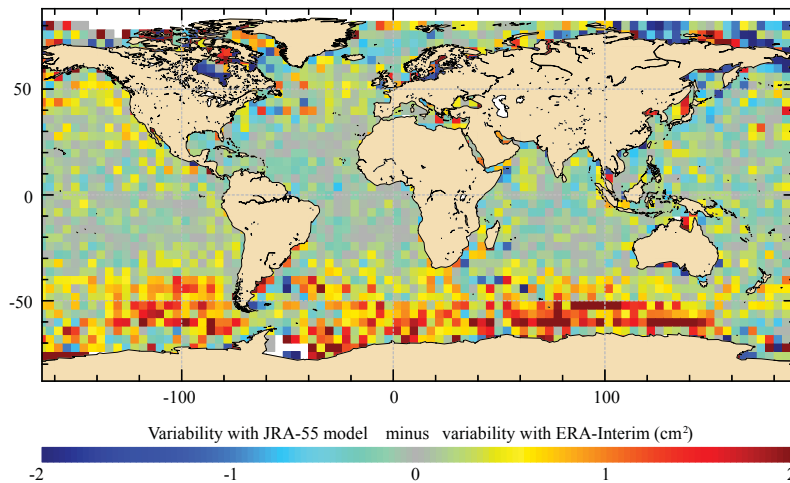 50
0
-50
-100 0 100
Variability with JRA-55 model minus variability with ERA-Interim (cm²)
-2 -1 0 1 2